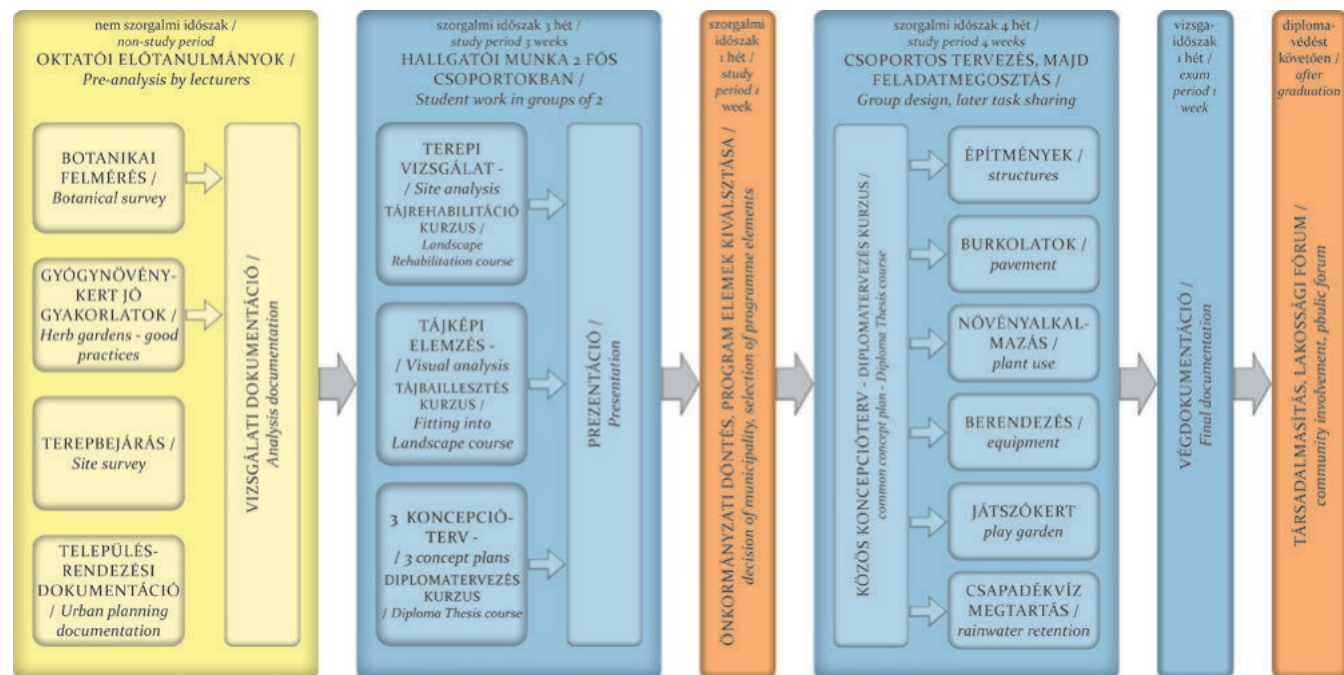 nem szorgalmi időszak /
non-study period
OKTATÓI ELŐTANULMÁNYOK /
Pre-analysis by lecturers
BOTANIKAI
FELMÉRÉS /
Botanical survey
GYÓGYNÖVÉNY-
KERT JÓ
GYAKORLATOK /
Herb gardens - good
practices
TEREPBEJÁRÁS /
Site survey
TELEPÜLÉS-
RENDEZÉSI
DOKUMENTÁCIÓ
/ Urban planning
documentation
VIZSGÁLATI DOKUMENTÁCIÓ /
Analysis documentation
szorgalmi időszak 3 hét /
study period 3 weeks
HALLGATÓI MUNKA 2 FŐS
CSOPORTOKBAN /
Student work in groups of 2
TEREPI
VIZSGÁLAT -
/ Site analysis
TÁJREHABILITÁCIÓ
KURZUS /
Landscape
Rehabilitation course
TÁJKÉPI
ELEMZÉS -
/ Visual analysis
TÁJBAILLESZTÉS
KURZUS /
Fitting into
Landscape course
3 KONCEPCIÓ-
TERV -
/ 3 concept plans
DIPLOMATERVEZÉS
KURZUS
/ Diploma Thesis course
PREZENTÁCIÓ /
Presentation
szorgalmi
időszak
1 hét /
study
period 1
week
ÖNKORMÁNYZATI DÖNTÉS, PROGRAM ELEMEK KIVÁLSZTÁSA /
decision of municipality, selection of programme elements
szorgalmi időszak 4 hét /
study period 4 weeks
CSOPORTOS TERVEZÉS, MAJD
FELADATMEGOSZTÁS /
Group design, later task sharing
KÖZÖS KONCEPCIÓTERV - DIPLOMATERVEZÉS KURZUS /
common concept plan - Diploma Thesis course
ÉPÍTMÉNYEK /
structures
BURKOLATOK /
pavement
NÖVÉNYALKAL-
MAZÁS /
plant use
BERENDEZÉS /
equipment
JÁTSZÓKERT
play garden
CSAPADÉKVÍZ
MEGTARTÁS /
rainwater retention
vizsga-
időszak
1 hét /
exam
period 1
week
VÉGDOKUMENTÁCIÓ /
Final documentation
diploma-
védést
követően /
after
graduation
TÁRSADALMASÍTÁS, LAKOSSÁGI FÓRUM /
community involvement, pbulic forum